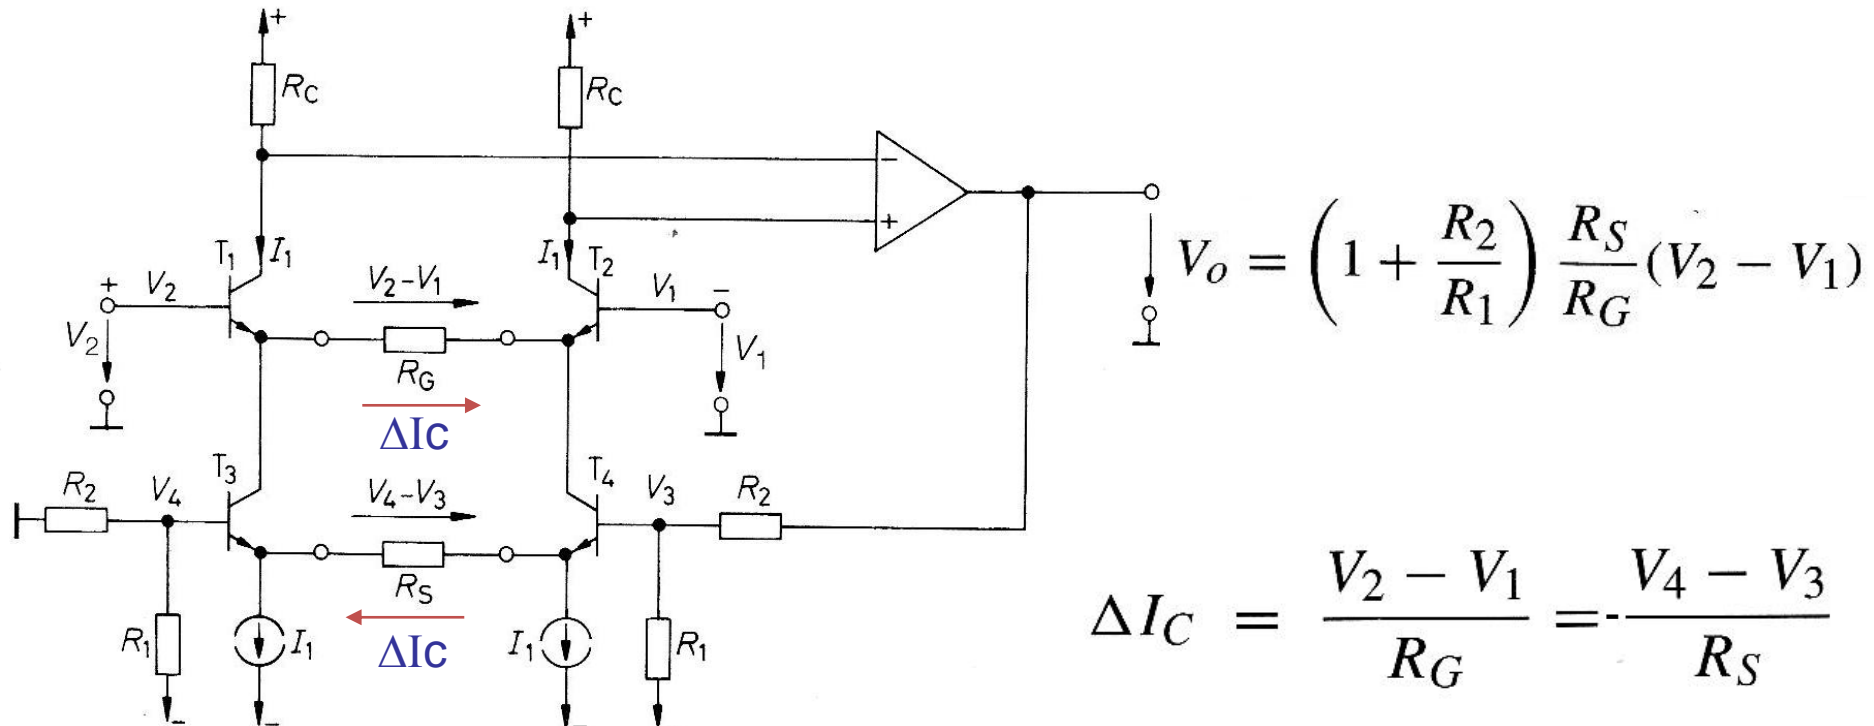 + +
R_C R_C
−
+
T_1 I_1 I_1 T_2
+ V_2 V_2−V_1 V_1 −
V_2 V_1
R_G
ΔIc
V_o = (1 + R_2/R_1) R_S/R_G (V_2 − V_1)
T_3 T_4
R_2 V_4 V_4−V_3 V_3 R_2
R_S
ΔIc
R_1 I_1 I_1 R_1
− − − −
ΔI_C = (V_2 − V_1)/R_G = -(V_4 − V_3)/R_S